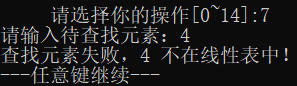 请选择你的操作[0~14]:7
请输入待查找元素：4
查找元素失败，4 不在线性表中！
---任意键继续---